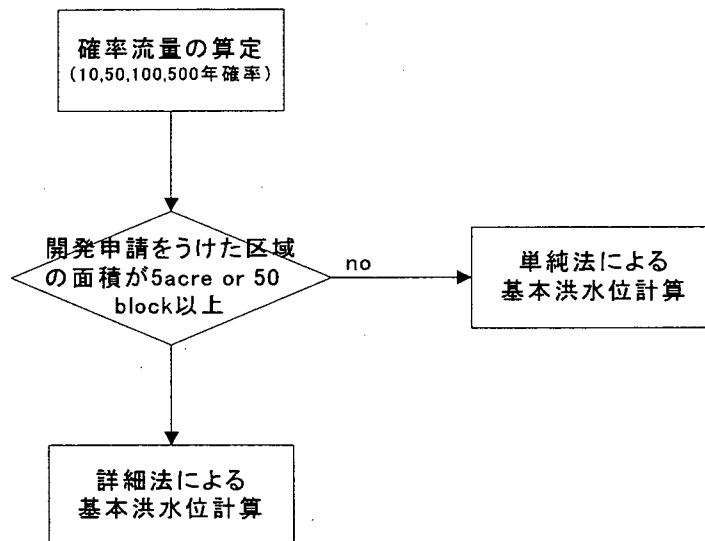 確率流量の算定
(10,50,100,500年確率)
開発申請をうけた区域
の面積が5acre or 50
block以上
no
単純法による
基本洪水位計算
詳細法による
基本洪水位計算